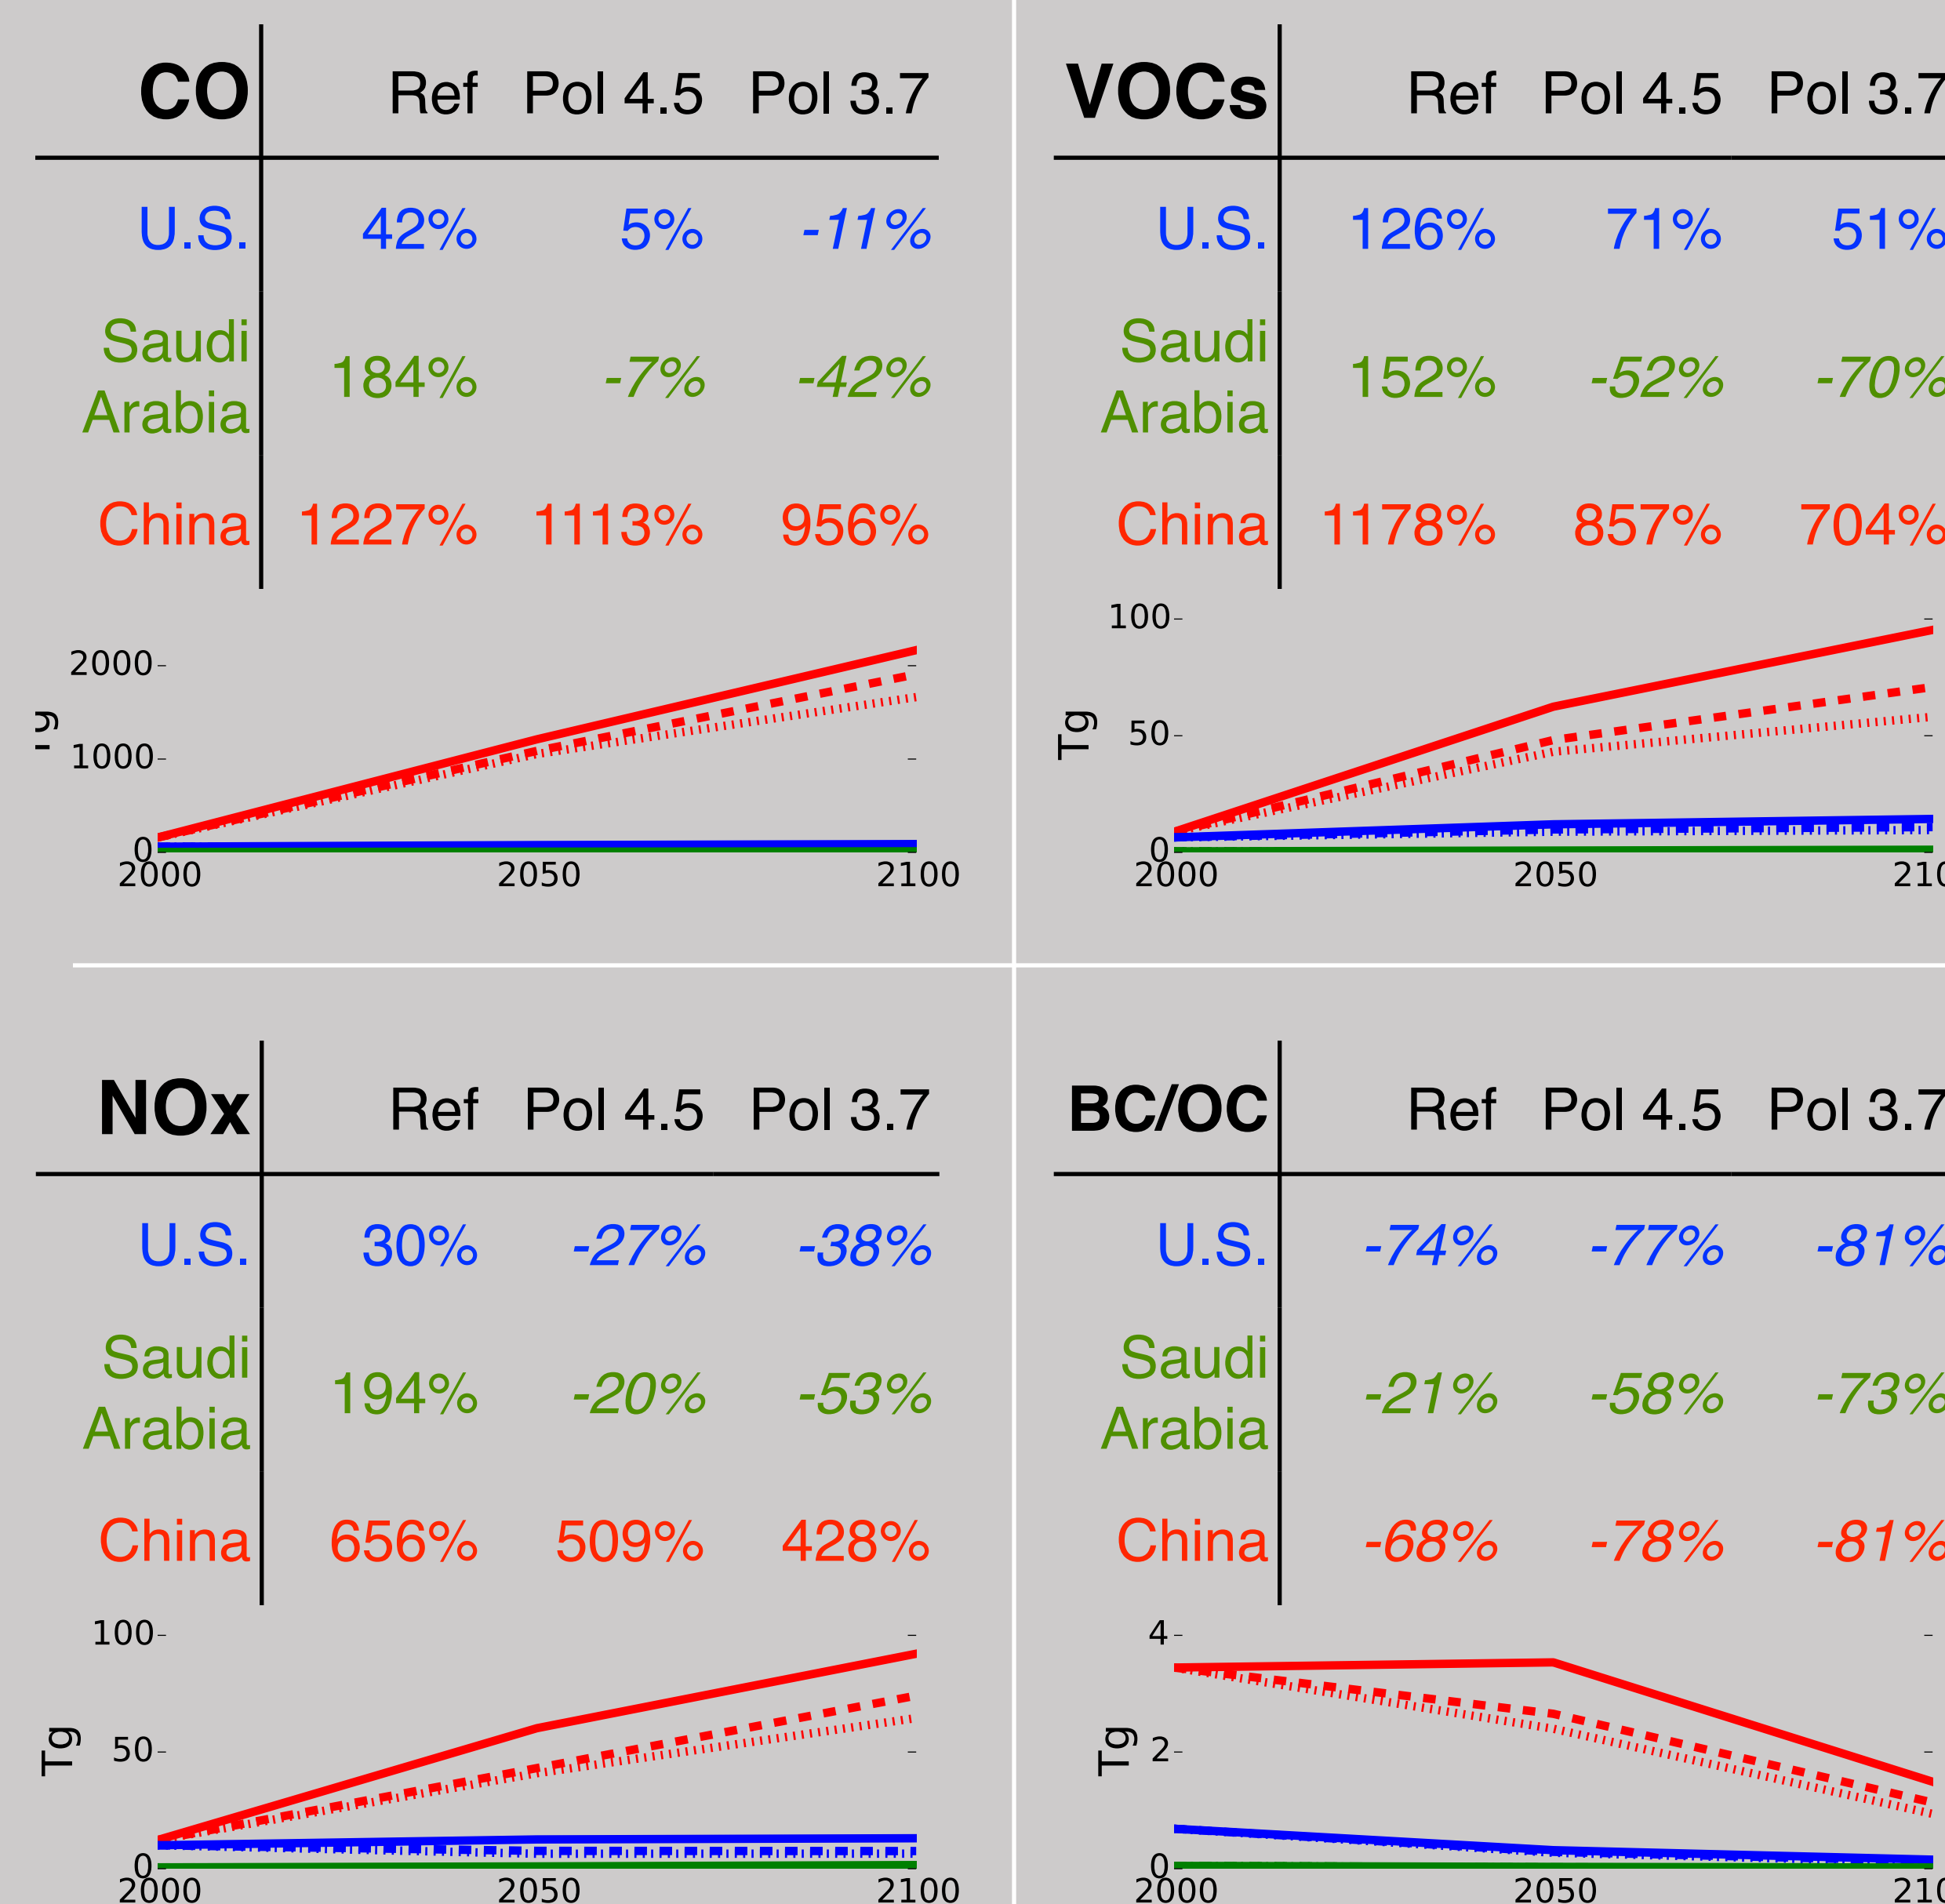 CO Ref Pol 4.5 Pol 3.7
U.S. 42% 5% -11%
Saudi Arabia 184% -7% -42%
China 1227% 1113% 956%
2000
1000
0
2000 2050 2100
VOCs Ref Pol 4.5 Pol 3.7
U.S. 126% 71% 51%
Saudi Arabia 152% -52% -70%
China 1178% 857% 704%
100
Tg
50
0
2000 2050
NOx Ref Pol 4.5 Pol 3.7
U.S. 30% -27% -38%
Saudi Arabia 194% -20% -53%
China 656% 509% 428%
100
Tg
50
0
2000 2050 2100
BC/OC Ref Pol 4.5 Pol 3.7
U.S. -74% -77% -81%
Saudi Arabia -21% -58% -73%
China -68% -78% -81%
4
Tg
2
0
2000 2050